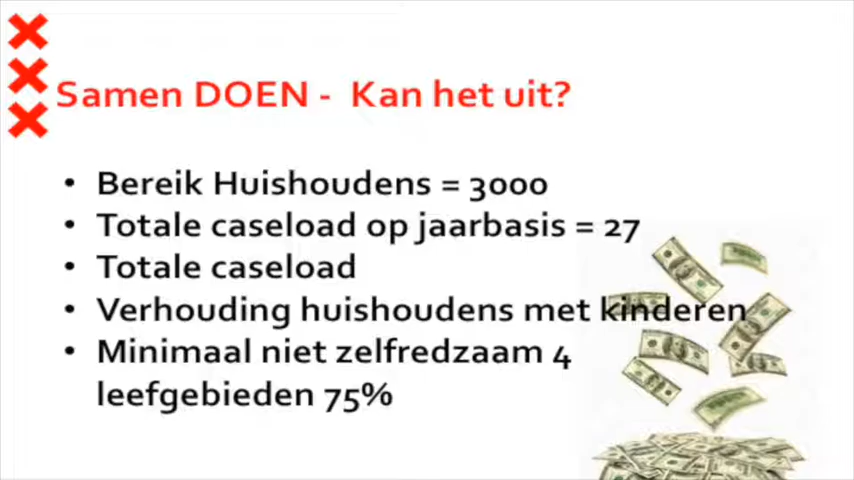 Samen DOEN - Kan het uit?
• Bereik Huishoudens = 3000
• Totale caseload op jaarbasis = 27
• Totale caseload
• Verhouding huishoudens met kinderen
• Minimaal niet zelfredzaam 4
leefgebieden 75%